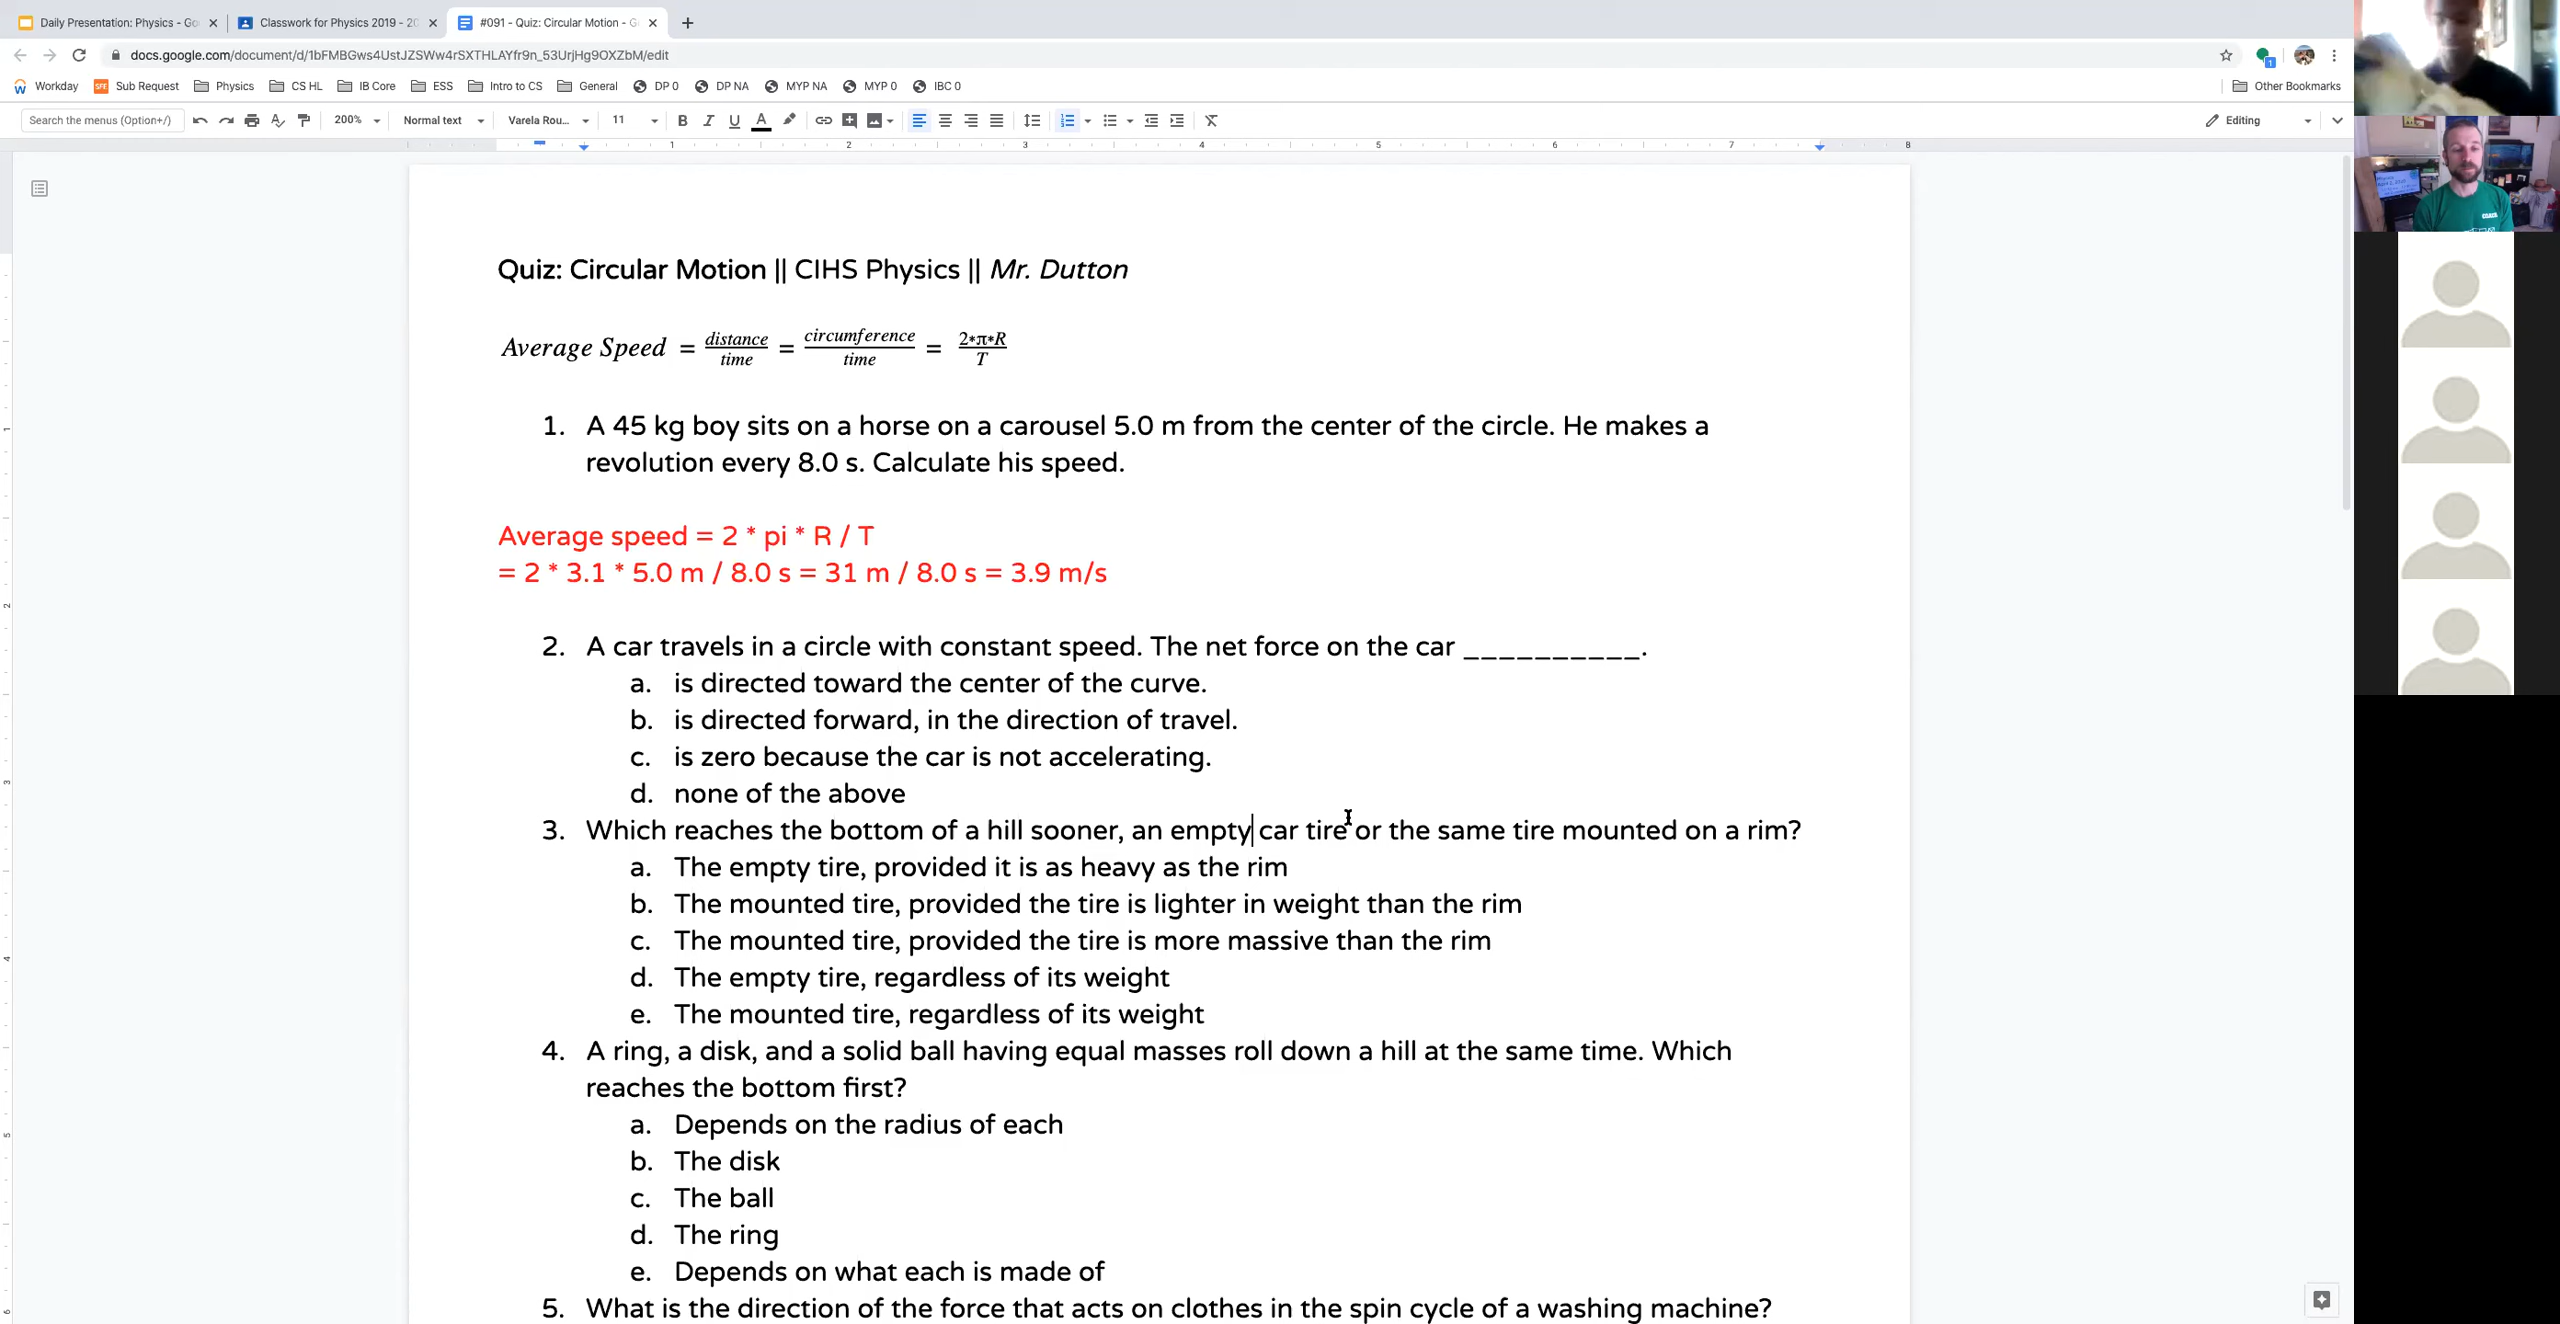 Daily Presentation: Physics - Go
Classwork for Physics 2019 - 20
#091 - Quiz: Circular Motion - G
docs.google.com/document/d/1bFMBGws4UstJZSWw4rSXTHLAYfr9n_53UrjHg9OXZbM/edit
Workday
Sub Request
Physics
CS HL
IB Core
ESS
Intro to CS
General
DP 0
DP NA
MYP NA
MYP 0
IBC 0
Other Bookmarks
Search the menus (Option+/)
200%
Normal text
Varela Rou...
11
Editing
1 2 3 4 5 6 7 8
Quiz: Circular Motion || CIHS Physics || Mr. Dutton
Average Speed = distance/time = circumference/time = 2*π*R/T
1. A 45 kg boy sits on a horse on a carousel 5.0 m from the center of the circle. He makes a
revolution every 8.0 s. Calculate his speed.
Average speed = 2 * pi * R / T
= 2 * 3.1 * 5.0 m / 8.0 s = 31 m / 8.0 s = 3.9 m/s
2. A car travels in a circle with constant speed. The net force on the car __________.
a. is directed toward the center of the curve.
b. is directed forward, in the direction of travel.
c. is zero because the car is not accelerating.
d. none of the above
3. Which reaches the bottom of a hill sooner, an empty car tire or the same tire mounted on a rim?
a. The empty tire, provided it is as heavy as the rim
b. The mounted tire, provided the tire is lighter in weight than the rim
c. The mounted tire, provided the tire is more massive than the rim
d. The empty tire, regardless of its weight
e. The mounted tire, regardless of its weight
4. A ring, a disk, and a solid ball having equal masses roll down a hill at the same time. Which
reaches the bottom first?
a. Depends on the radius of each
b. The disk
c. The ball
d. The ring
e. Depends on what each is made of
5. What is the direction of the force that acts on clothes in the spin cycle of a washing machine?
COACH